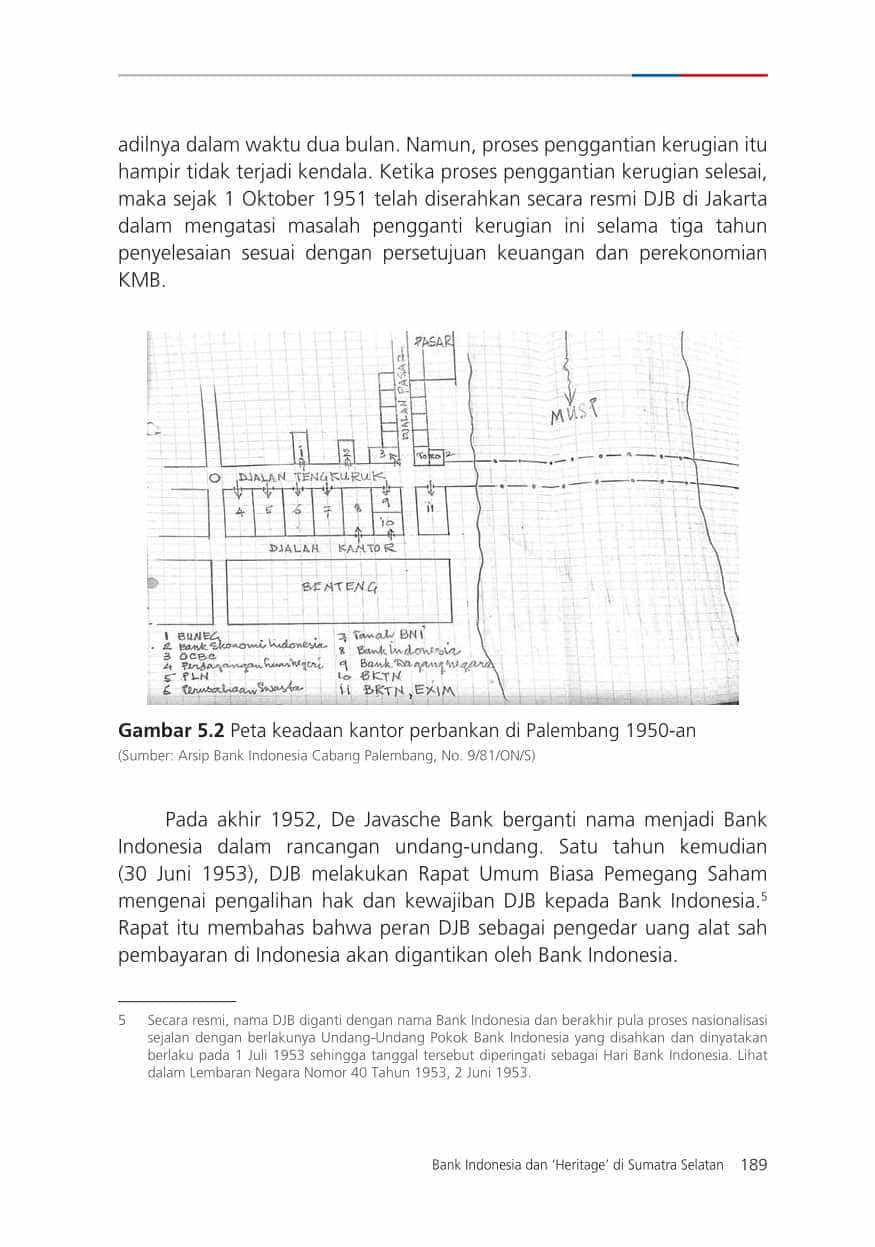 adilnya dalam waktu dua bulan. Namun, proses penggantian kerugian itu
hampir tidak terjadi kendala. Ketika proses penggantian kerugian selesai,
maka sejak 1 Oktober 1951 telah diserahkan secara resmi DJB di Jakarta
dalam mengatasi masalah pengganti kerugian ini selama tiga tahun
penyelesaian sesuai dengan persetujuan keuangan dan perekonomian
KMB.
PASAR
DJALAN PASAR
MUSI
1
3
Toko 2
DJALAN TENGKURUK
4 5 6 7 8 9 11
10
DJALAN KANTOR
BENTENG
1 BUNEG
2 Bank Ekonomi Indonesia
3 OCBC
4 Perdagangan
5 PLN
6 Perusahaan Swasta
7 Tanah BNI
8 Bank Indonesia
9 Bank Dagang negara
10 BKTN
11 BKTN, EXIM
Gambar 5.2 Peta keadaan kantor perbankan di Palembang 1950-an
(Sumber: Arsip Bank Indonesia Cabang Palembang, No. 9/81/ON/S)
Pada akhir 1952, De Javasche Bank berganti nama menjadi Bank
Indonesia dalam rancangan undang-undang. Satu tahun kemudian
(30 Juni 1953), DJB melakukan Rapat Umum Biasa Pemegang Saham
mengenai pengalihan hak dan kewajiban DJB kepada Bank Indonesia.5
Rapat itu membahas bahwa peran DJB sebagai pengedar uang alat sah
pembayaran di Indonesia akan digantikan oleh Bank Indonesia.
5 Secara resmi, nama DJB diganti dengan nama Bank Indonesia dan berakhir pula proses nasionalisasi
sejalan dengan berlakunya Undang-Undang Pokok Bank Indonesia yang disahkan dan dinyatakan
berlaku pada 1 Juli 1953 sehingga tanggal tersebut diperingati sebagai Hari Bank Indonesia. Lihat
dalam Lembaran Negara Nomor 40 Tahun 1953, 2 Juni 1953.
Bank Indonesia dan ‘Heritage’ di Sumatra Selatan 189